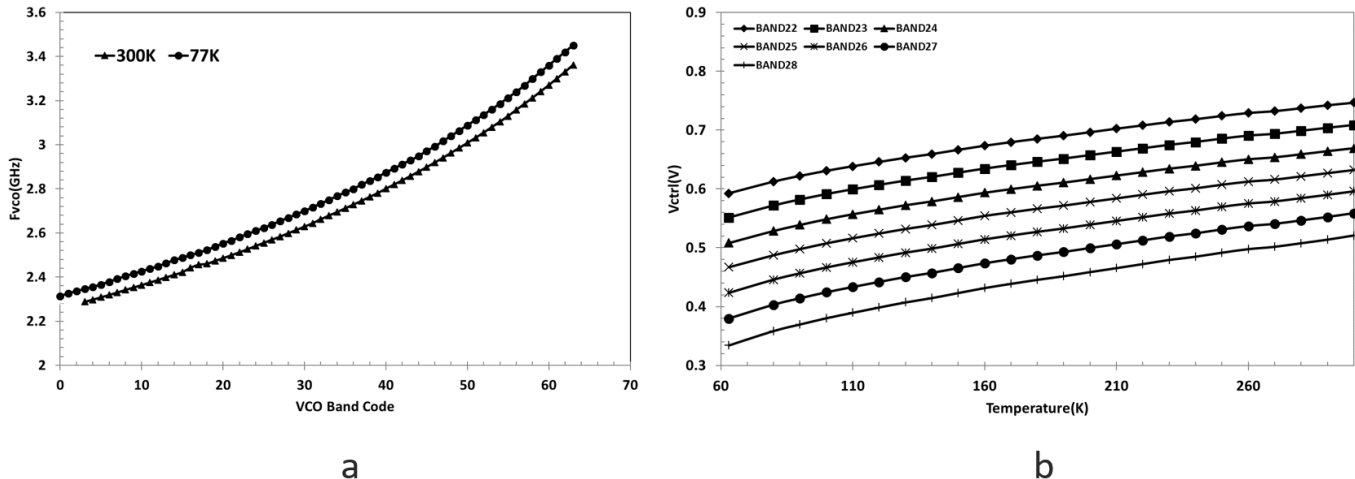 3.6
3.4
3.2
3
2.8
2.6
2.4
2.2
2
Fvco(GHz)
300K 77K
0 10 20 30 40 50 60 70
VCO Band Code
a
0.9
0.8
0.7
0.6
0.5
0.4
0.3
Vctrl(V)
BAND22 BAND23 BAND24
BAND25 BAND26 BAND27
BAND28
60 110 160 210 260
Temperature(K)
b